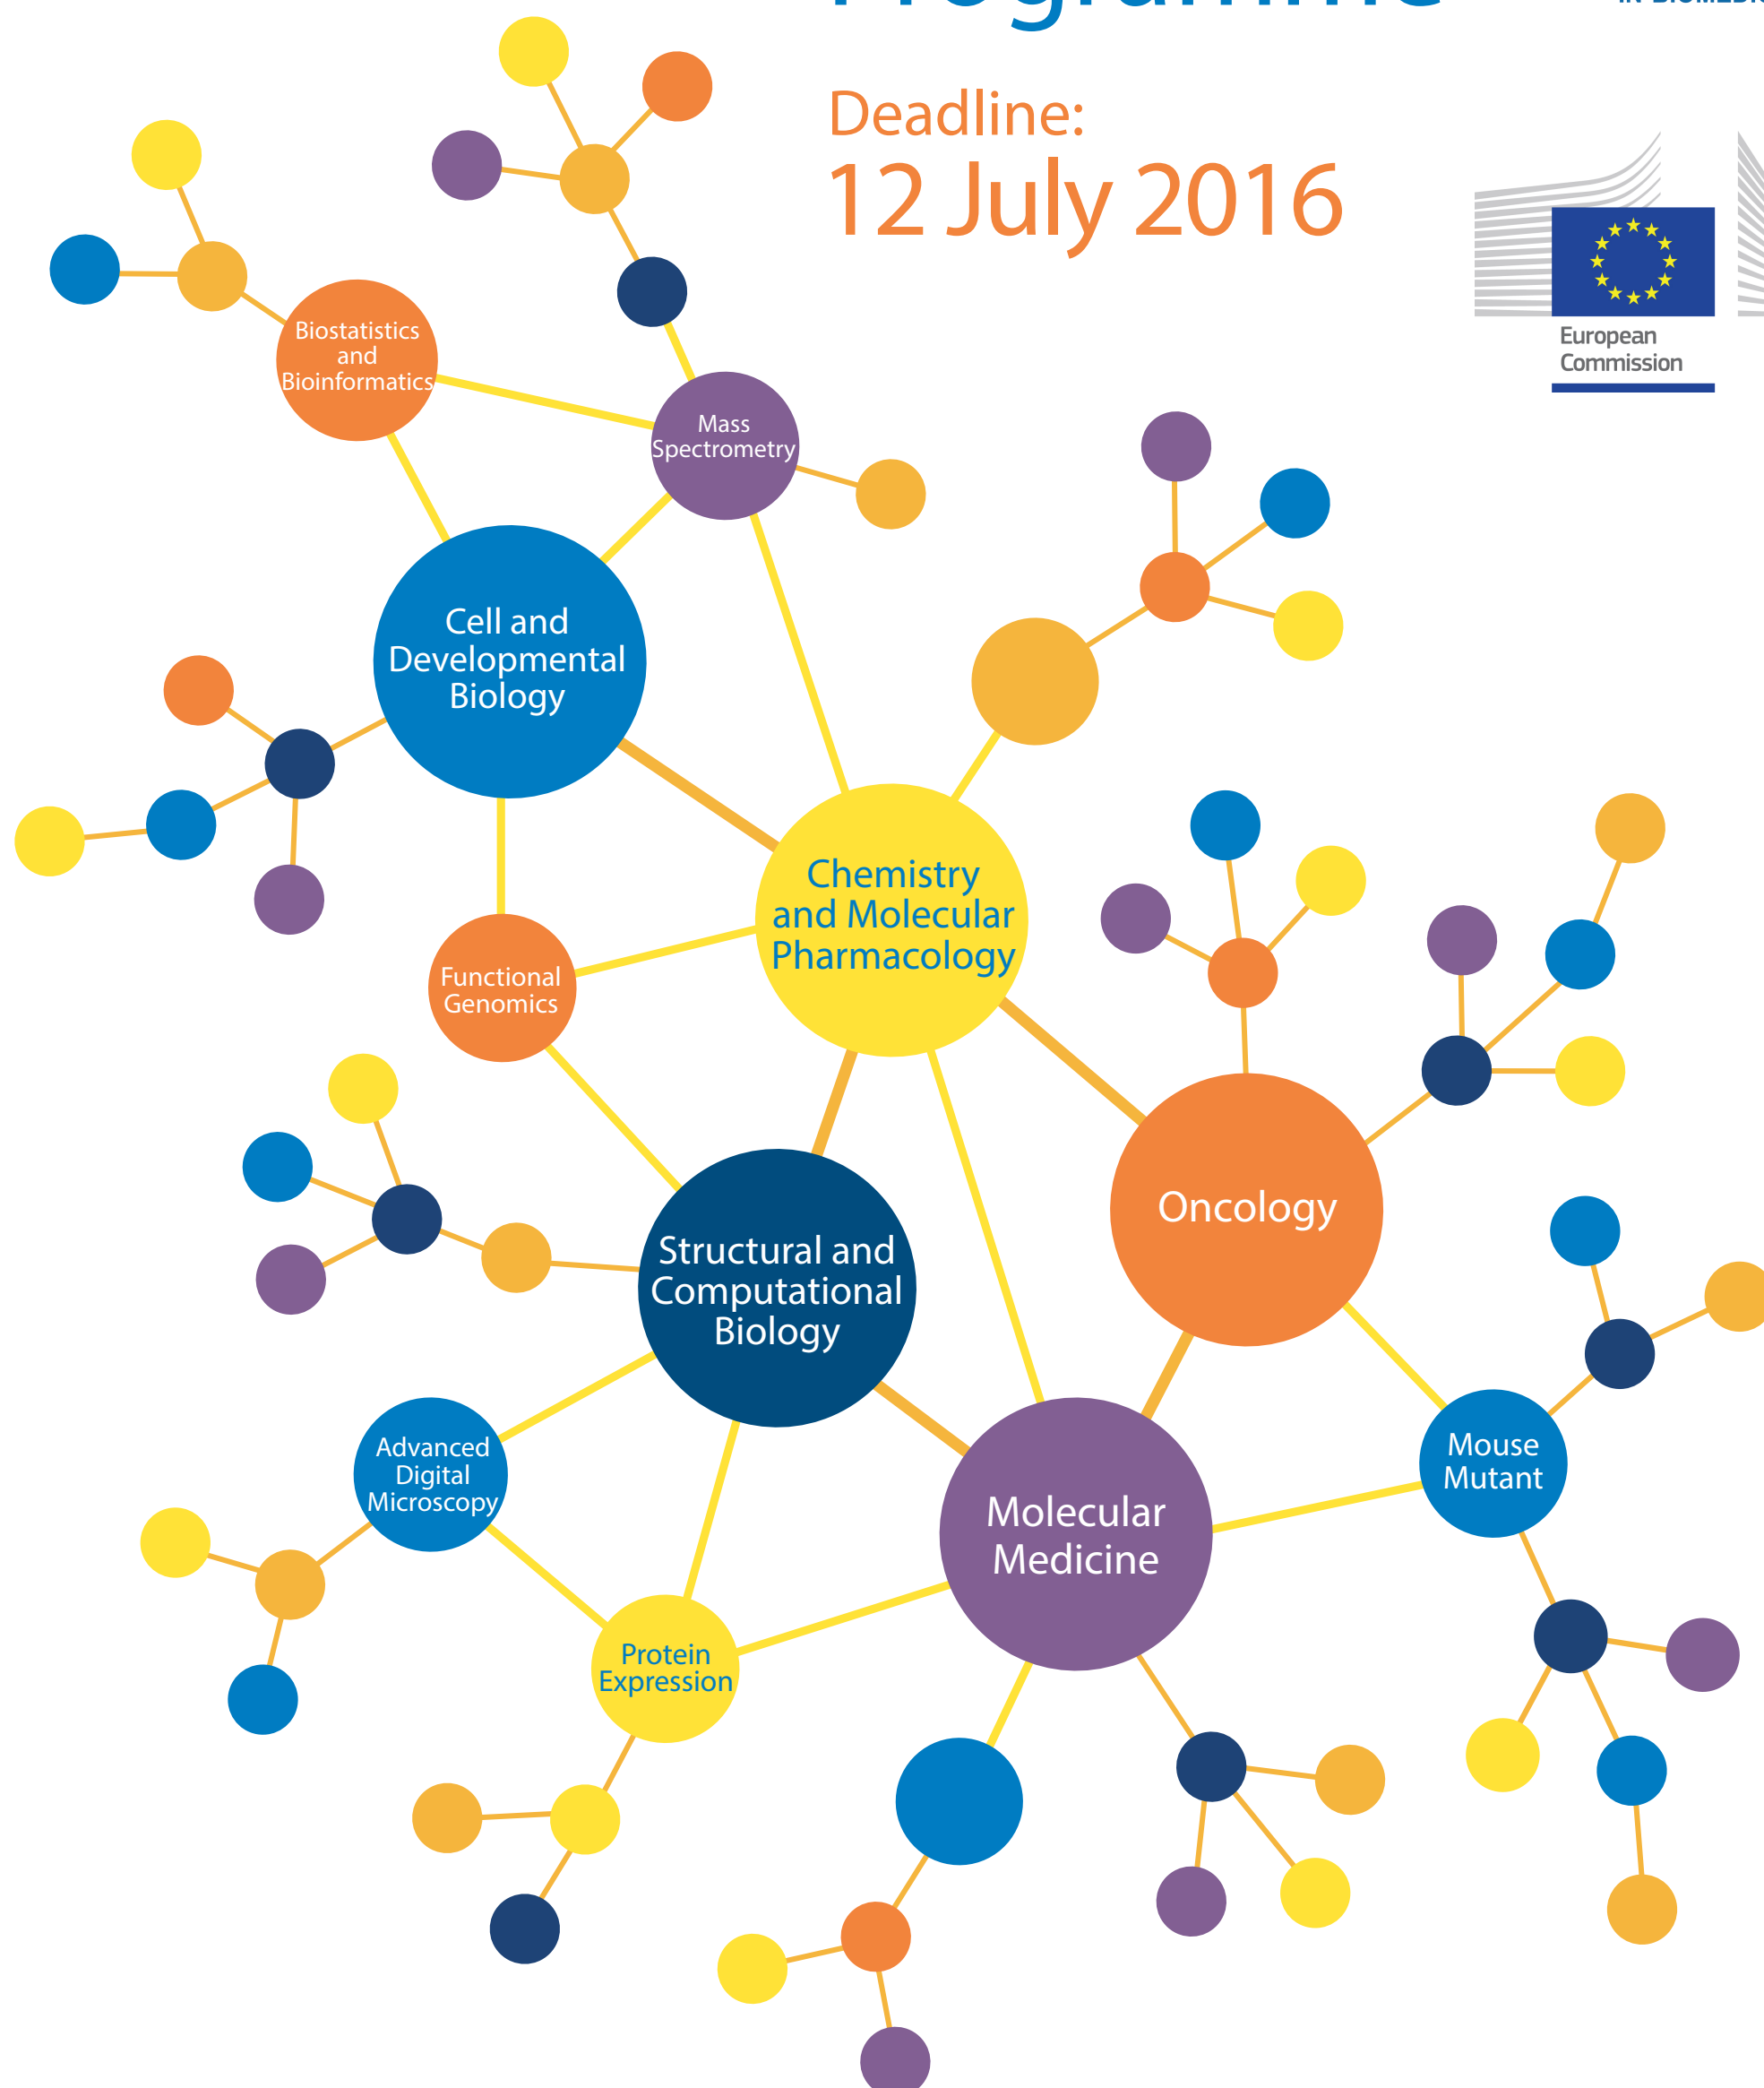 Programme
Deadline:
12 July 2016
European
Commission
Biostatistics
and
Bioinformatics
Mass
Spectrometry
Cell and
Developmental
Biology
Chemistry
and Molecular
Pharmacology
Functional
Genomics
Oncology
Structural and
Computational
Biology
Advanced
Digital
Microscopy
Mouse
Mutant
Molecular
Medicine
Protein
Expression